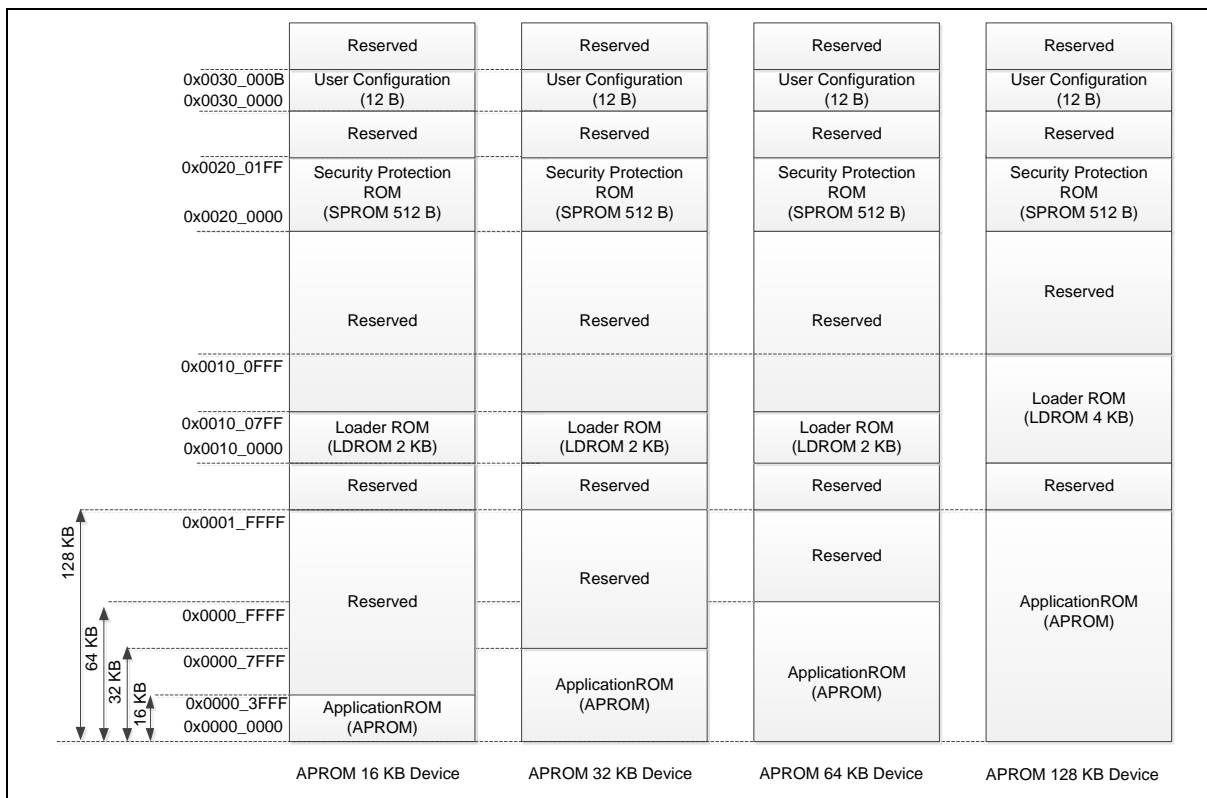 Reserved
Reserved
Reserved
Reserved
0x0030_000B
0x0030_0000
User Configuration
(12 B)
User Configuration
(12 B)
User Configuration
(12 B)
User Configuration
(12 B)
Reserved
Reserved
Reserved
Reserved
0x0020_01FF
0x0020_0000
Security Protection
ROM
(SPROM 512 B)
Security Protection
ROM
(SPROM 512 B)
Security Protection
ROM
(SPROM 512 B)
Security Protection
ROM
(SPROM 512 B)
Reserved
Reserved
Reserved
Reserved
0x0010_0FFF
0x0010_07FF
0x0010_0000
Loader ROM
(LDROM 2 KB)
Loader ROM
(LDROM 2 KB)
Loader ROM
(LDROM 2 KB)
Loader ROM
(LDROM 4 KB)
Reserved
Reserved
Reserved
Reserved
128 KB
64 KB
32 KB
16 KB
0x0001_FFFF
0x0000_FFFF
0x0000_7FFF
0x0000_3FFF
0x0000_0000
Reserved
ApplicationROM
(APROM)
Reserved
ApplicationROM
(APROM)
Reserved
ApplicationROM
(APROM)
ApplicationROM
(APROM)
APROM 16 KB Device
APROM 32 KB Device
APROM 64 KB Device
APROM 128 KB Device